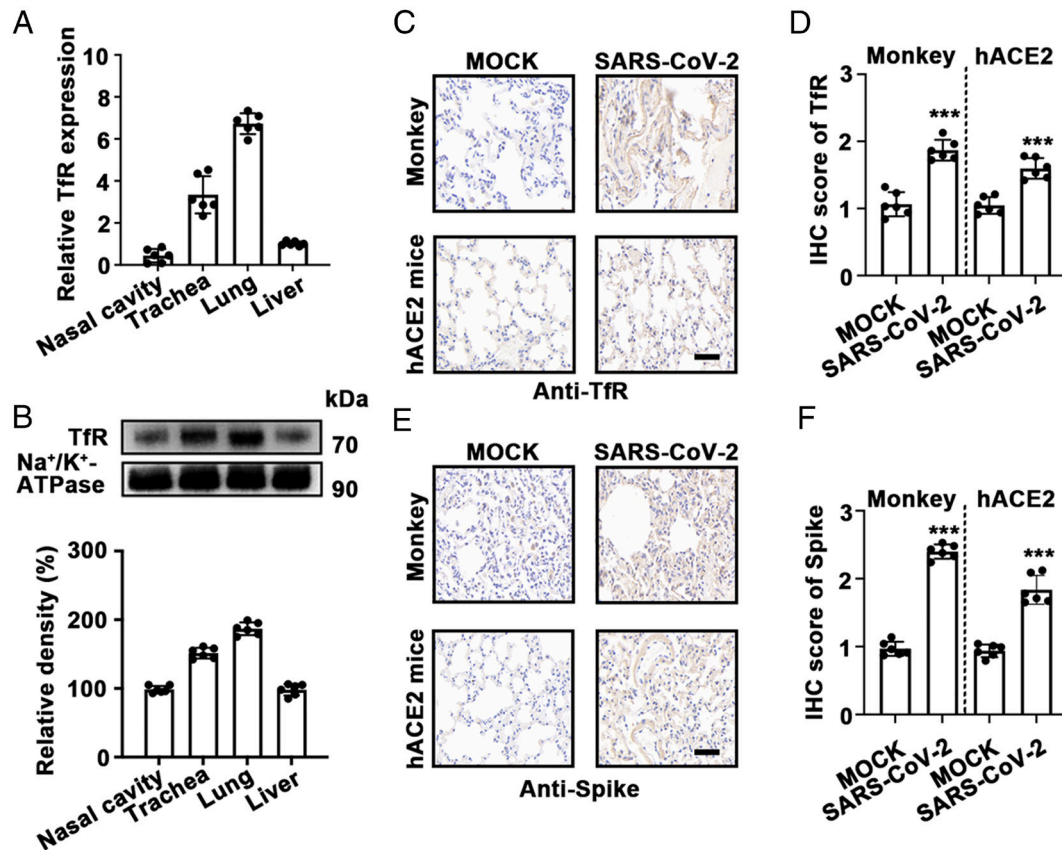 A
Relative TfR expression
10
8
6
4
2
0
Nasal cavity
Trachea
Lung
Liver
B
kDa
TfR
70
Na+/K+-
ATPase
90
Relative density (%)
300
200
100
0
Nasal cavity
Trachea
Lung
Liver
C
MOCK SARS-CoV-2
Monkey
hACE2 mice
Anti-TfR
D
Monkey hACE2
IHC score of TfR
3
2
1
0
***
***
MOCK
SARS-CoV-2
MOCK
SARS-CoV-2
E
MOCK SARS-CoV-2
Monkey
hACE2 mice
Anti-Spike
F
Monkey hACE2
IHC score of Spike
3
2
1
0
***
***
MOCK
SARS-CoV-2
MOCK
SARS-CoV-2